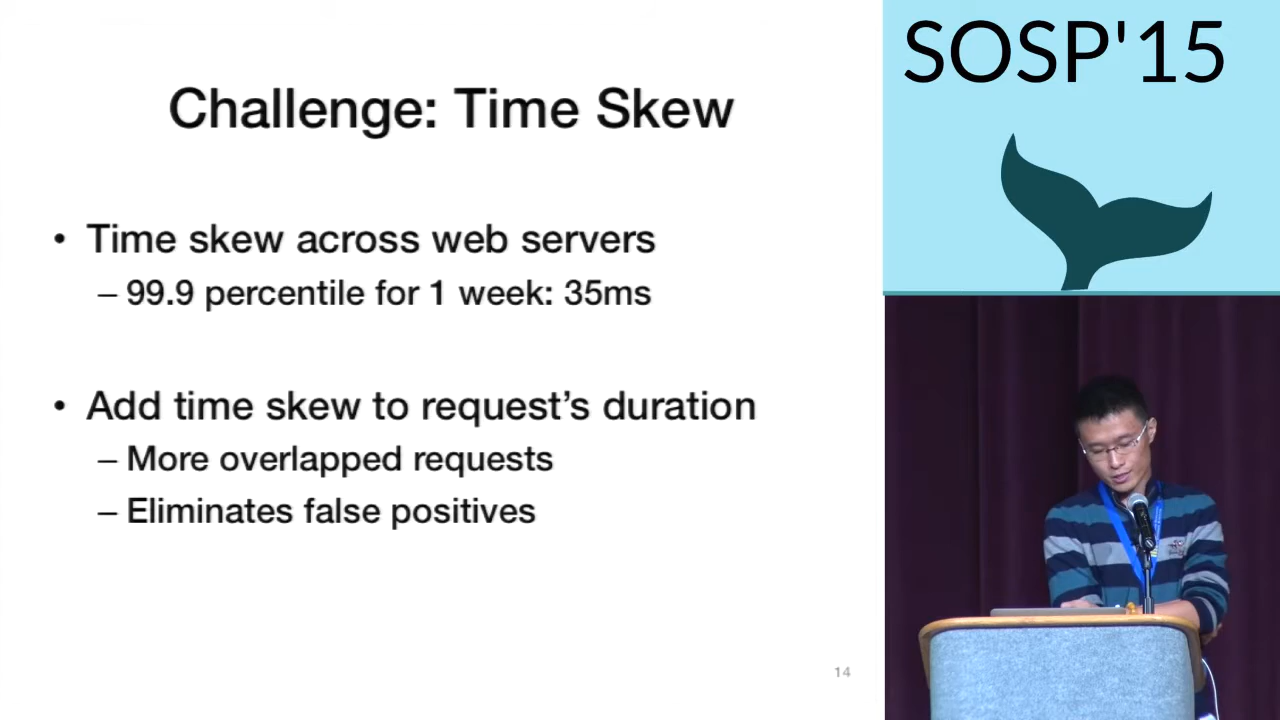 Challenge: Time Skew
• Time skew across web servers
– 99.9 percentile for 1 week: 35ms
• Add time skew to request’s duration
– More overlapped requests
– Eliminates false positives
14
SOSP'15